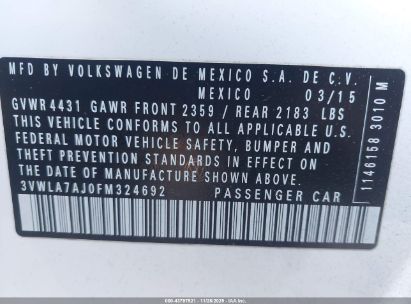 MFD BY VOLKSWAGEN DE MEXICO S.A. DE C.V.
MEXICO 03/15
GVWR 4431 GAWR FRONT 2359 / REAR 2183 LBS
THIS VEHICLE CONFORMS TO ALL APPLICABLE U.S.
FEDERAL MOTOR VEHICLE SAFETY, BUMPER, AND
THEFT PREVENTION STANDARDS IN EFFECT ON
THE DATE OF MANUFACTURE SHOWN ABOVE.
3VWLA7AJ0FM324692 PASSENGER CAR
1146158 3010 M